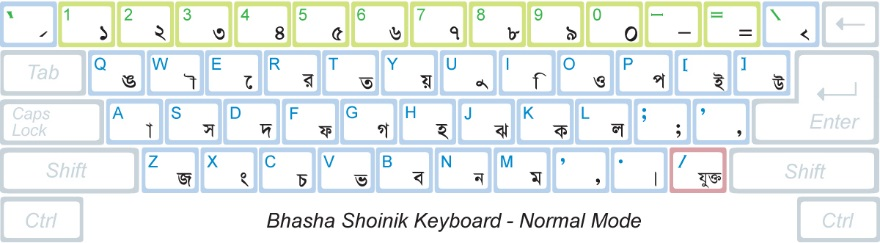 ` ৴ 1 ১ 2 ২ 3 ৩ 4 ৪ 5 ৫ 6 ৬ 7 ৭ 8 ৮ 9 ৯ 0 ০ — – = = \ ←
Tab Q ঙ W ী E ে R র T ত Y য় U ু I ি O ও P প [ ই ] উ
Caps Lock A া S স D দ F ফ G গ H হ J ঝ K ক L ল ; ; ' , Enter
Shift Z জ X ং C চ V ভ B ব N ন M ম , , . । / যুক্ত Shift
Ctrl Bhasha Shoinik Keyboard - Normal Mode Ctrl